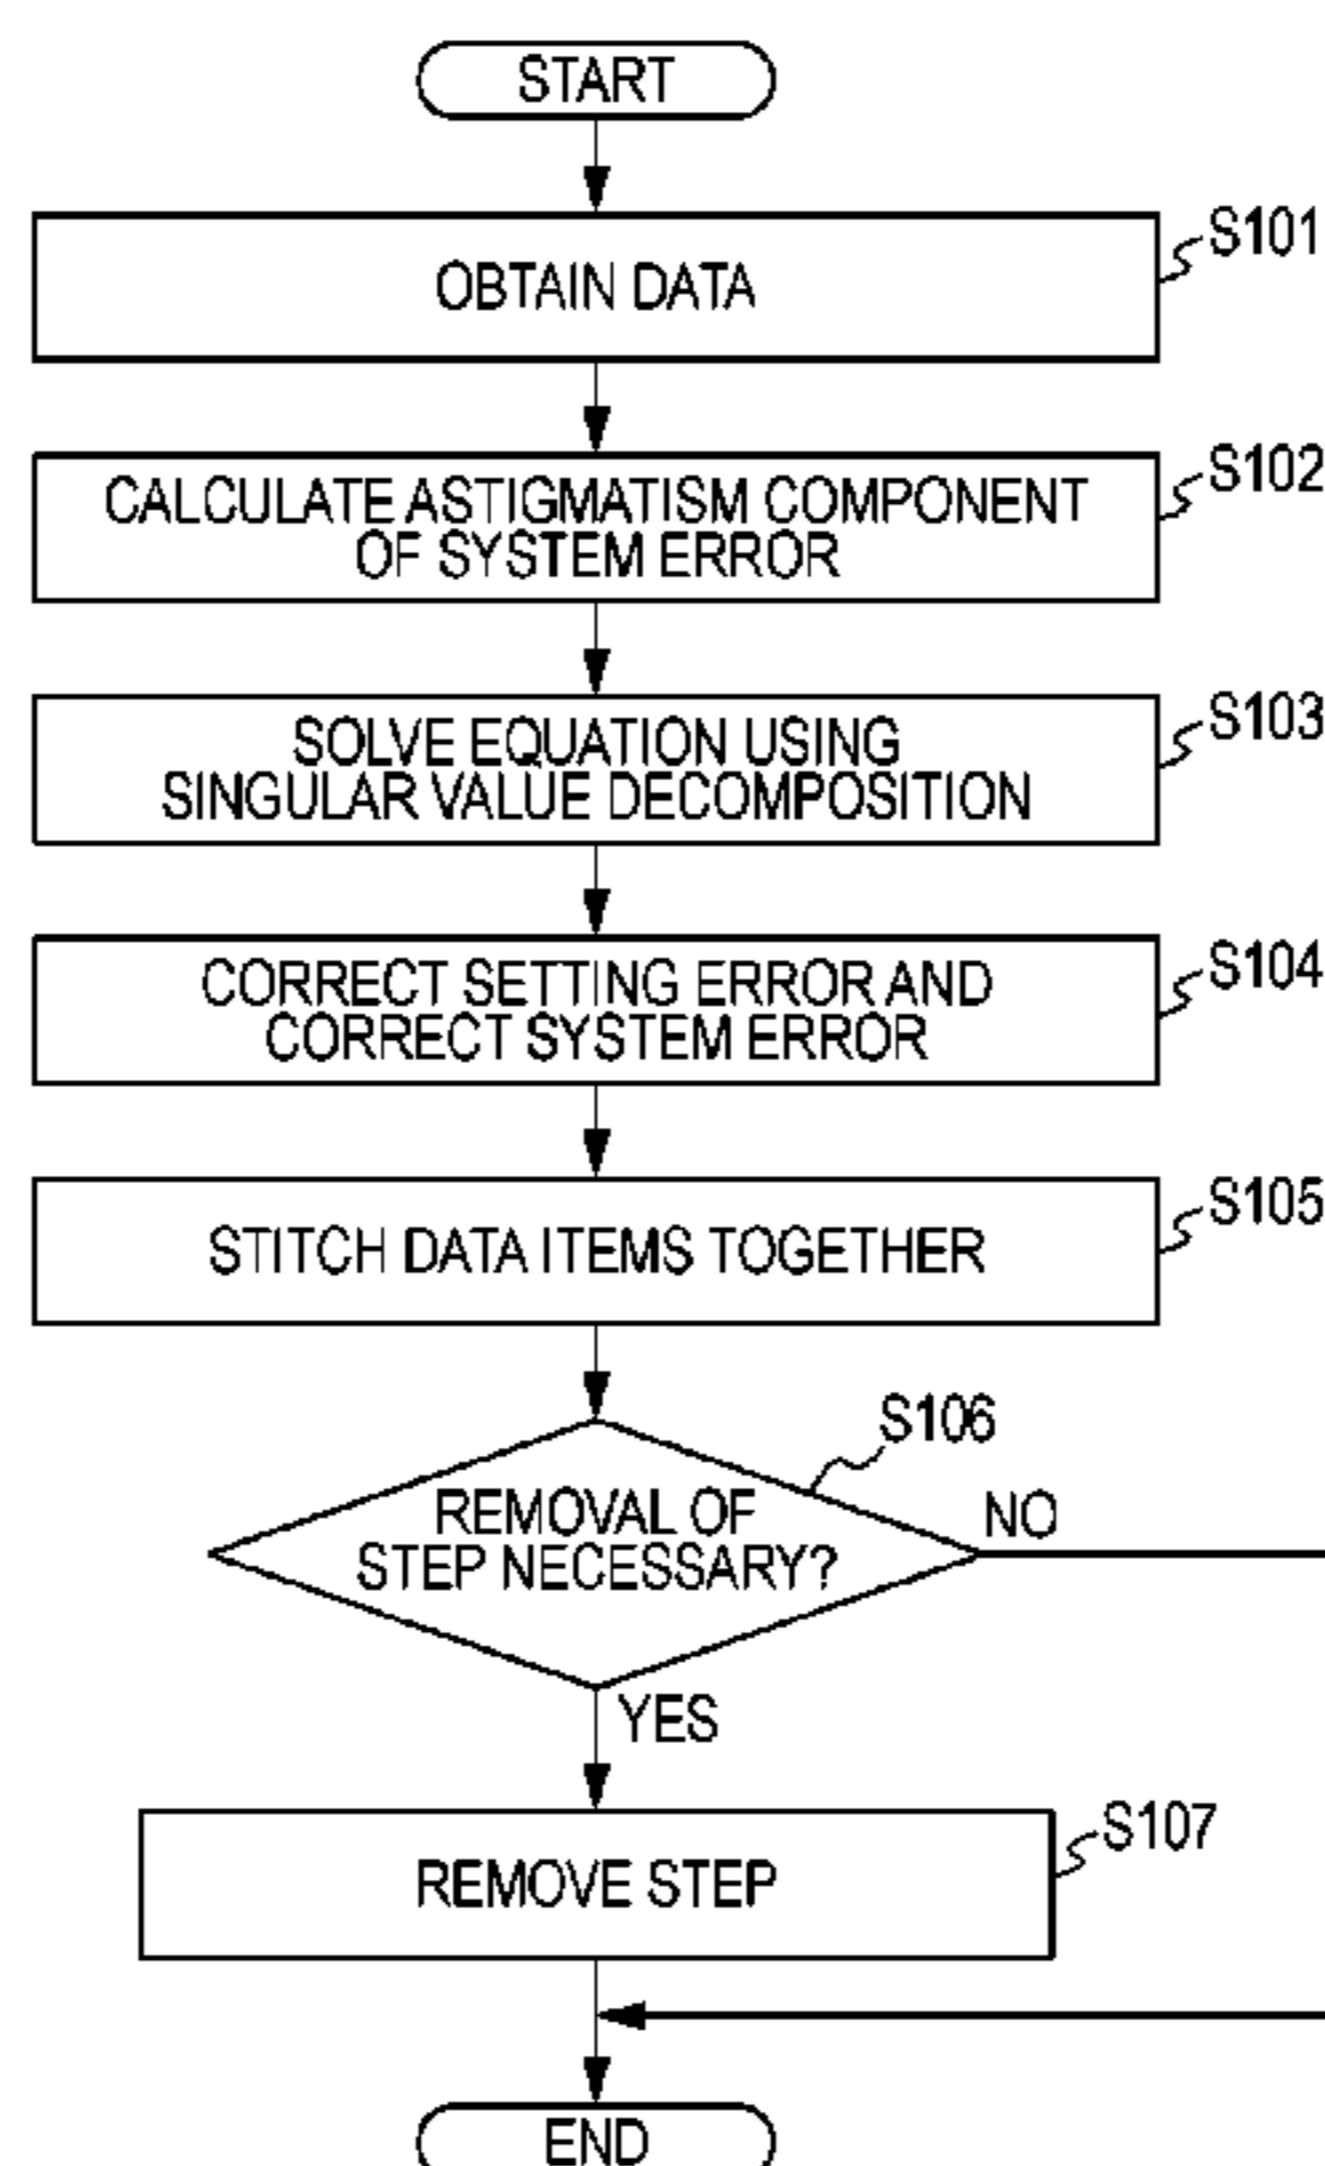 START
S101
OBTAIN DATA
S102
CALCULATE ASTIGMATISM COMPONENT
OF SYSTEM ERROR
S103
SOLVE EQUATION USING
SINGULAR VALUE DECOMPOSITION
S104
CORRECT SETTING ERROR AND
CORRECT SYSTEM ERROR
S105
STITCH DATA ITEMS TOGETHER
S106
REMOVAL OF
STEP NECESSARY?
NO
YES
S107
REMOVE STEP
END